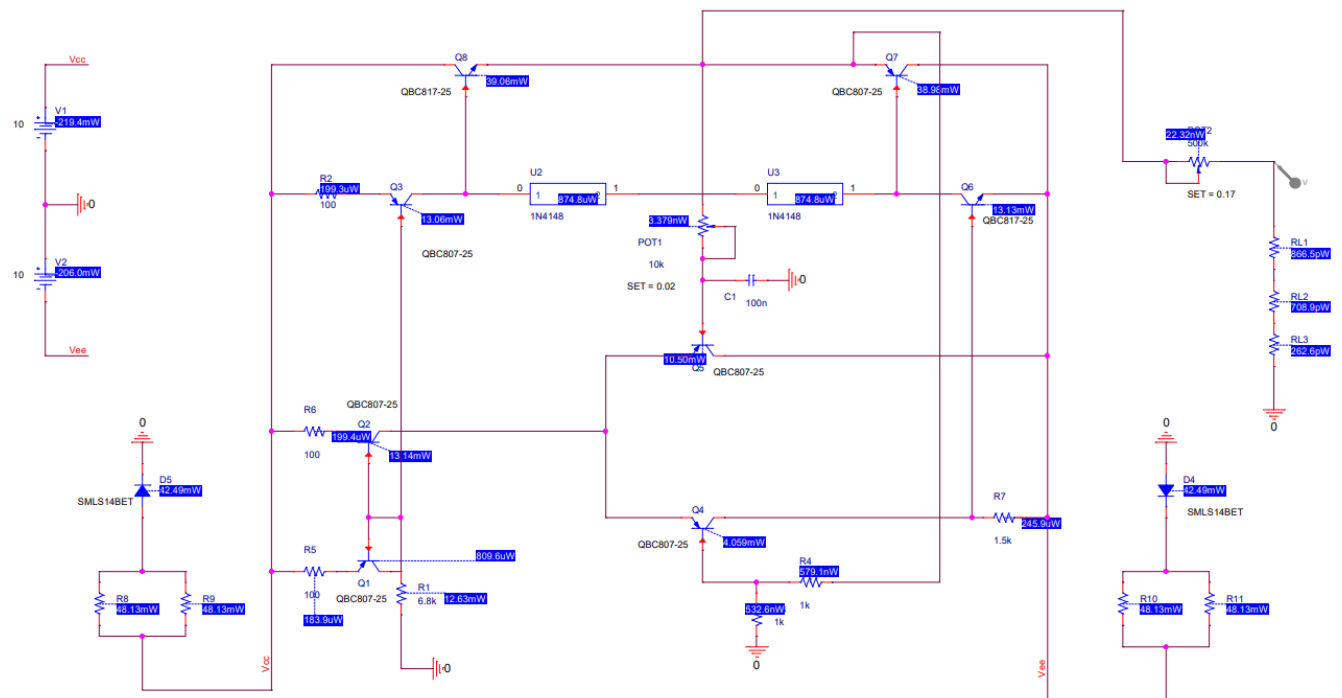 Vcc
V1
-219.4mW
10
0
V2
-206.0mW
10
Vee
Q8
39.06mW
QBC817-25
Q7
38.98mW
QBC807-25
22.32nW
500k
SET = 0.17
V
R2
199.3uW
100
Q3
13.06mW
QBC807-25
U2
0
1
874.8uW
1
1N4148
U3
0
1
874.8uW
1
1N4148
Q6
13.13mW
QBC817-25
3.379nW
POT1
10k
SET = 0.02
C1
100n
0
10.50mW
Q5
QBC807-25
RL1
866.5pW
RL2
708.9pW
RL3
262.6pW
0
QBC807-25
R6
Q2
199.4uW
100
13.14mW
0
D5
42.49mW
SMLS14BET
R8
48.13mW
R9
48.13mW
Vcc
R5
100
Q1
QBC807-25
183.9uW
809.6uW
R1
6.8k
12.63mW
0
Q4
QBC807-25
4.059mW
R7
245.9uW
1.5k
R4
579.1nW
1k
532.6nW
1k
0
Vee
0
D4
42.49mW
SMLS14BET
R10
48.13mW
R11
48.13mW